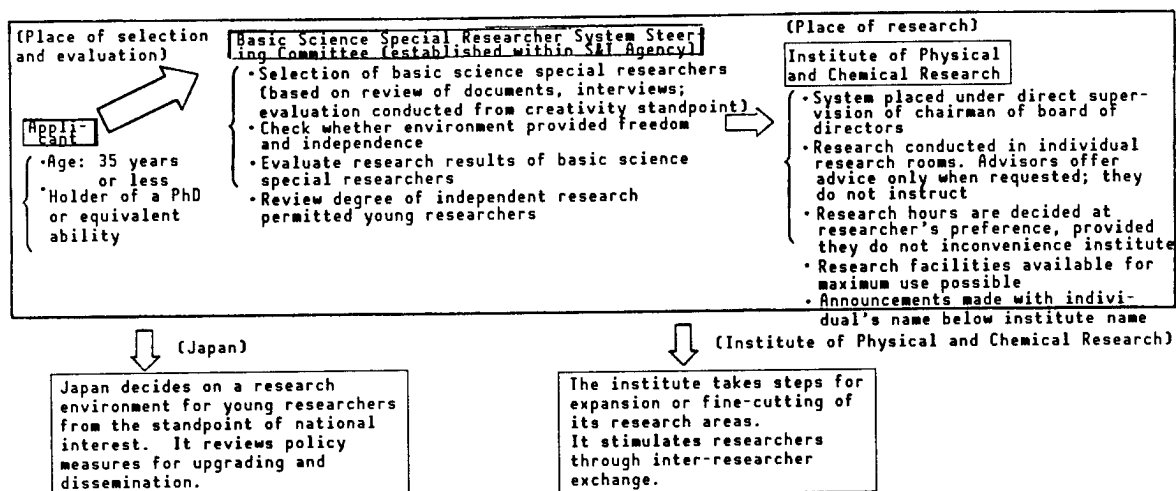 (Place of selection
and evaluation)
Appli-
cant
·Age: 35 years
or less
·Holder of a PhD
or equivalent
ability
Basic Science Special Researcher System Steer-
ing Committee (established within S&T Agency)
·Selection of basic science special researchers
(based on review of documents, interviews;
evaluation conducted from creativity standpoint)
·Check whether environment provided freedom
and independence
·Evaluate research results of basic science
special researchers
·Review degree of independent research
permitted young researchers
(Place of research)
Institute of Physical
and Chemical Research
·System placed under direct super-
vision of chairman of board of
directors
·Research conducted in individual
research rooms. Advisors offer
advice only when requested; they
do not instruct
·Research hours are decided at
researcher's preference, provided
they do not inconvenience institute
·Research facilities available for
maximum use possible
·Announcements made with indivi-
dual's name below institute name
(Japan)
Japan decides on a research
environment for young researchers
from the standpoint of national
interest. It reviews policy
measures for upgrading and
dissemination.
(Institute of Physical and Chemical Research)
The institute takes steps for
expansion or fine-cutting of
its research areas.
It stimulates researchers
through inter-researcher
exchange.